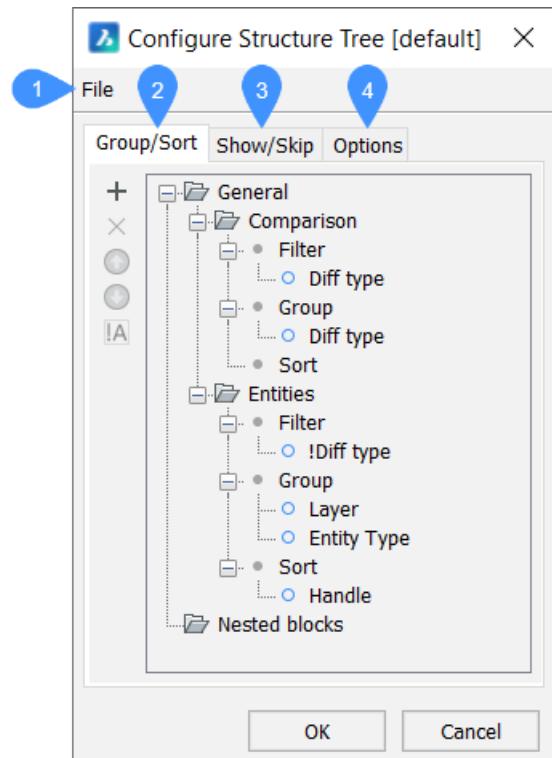 Configure Structure Tree [default]
1 File 2 3 4
Group/Sort Show/Skip Options
General
Comparison
Filter
Diff type
Group
Diff type
Sort
!A
Entities
Filter
!Diff type
Group
Layer
Entity Type
Sort
Handle
Nested blocks
OK Cancel